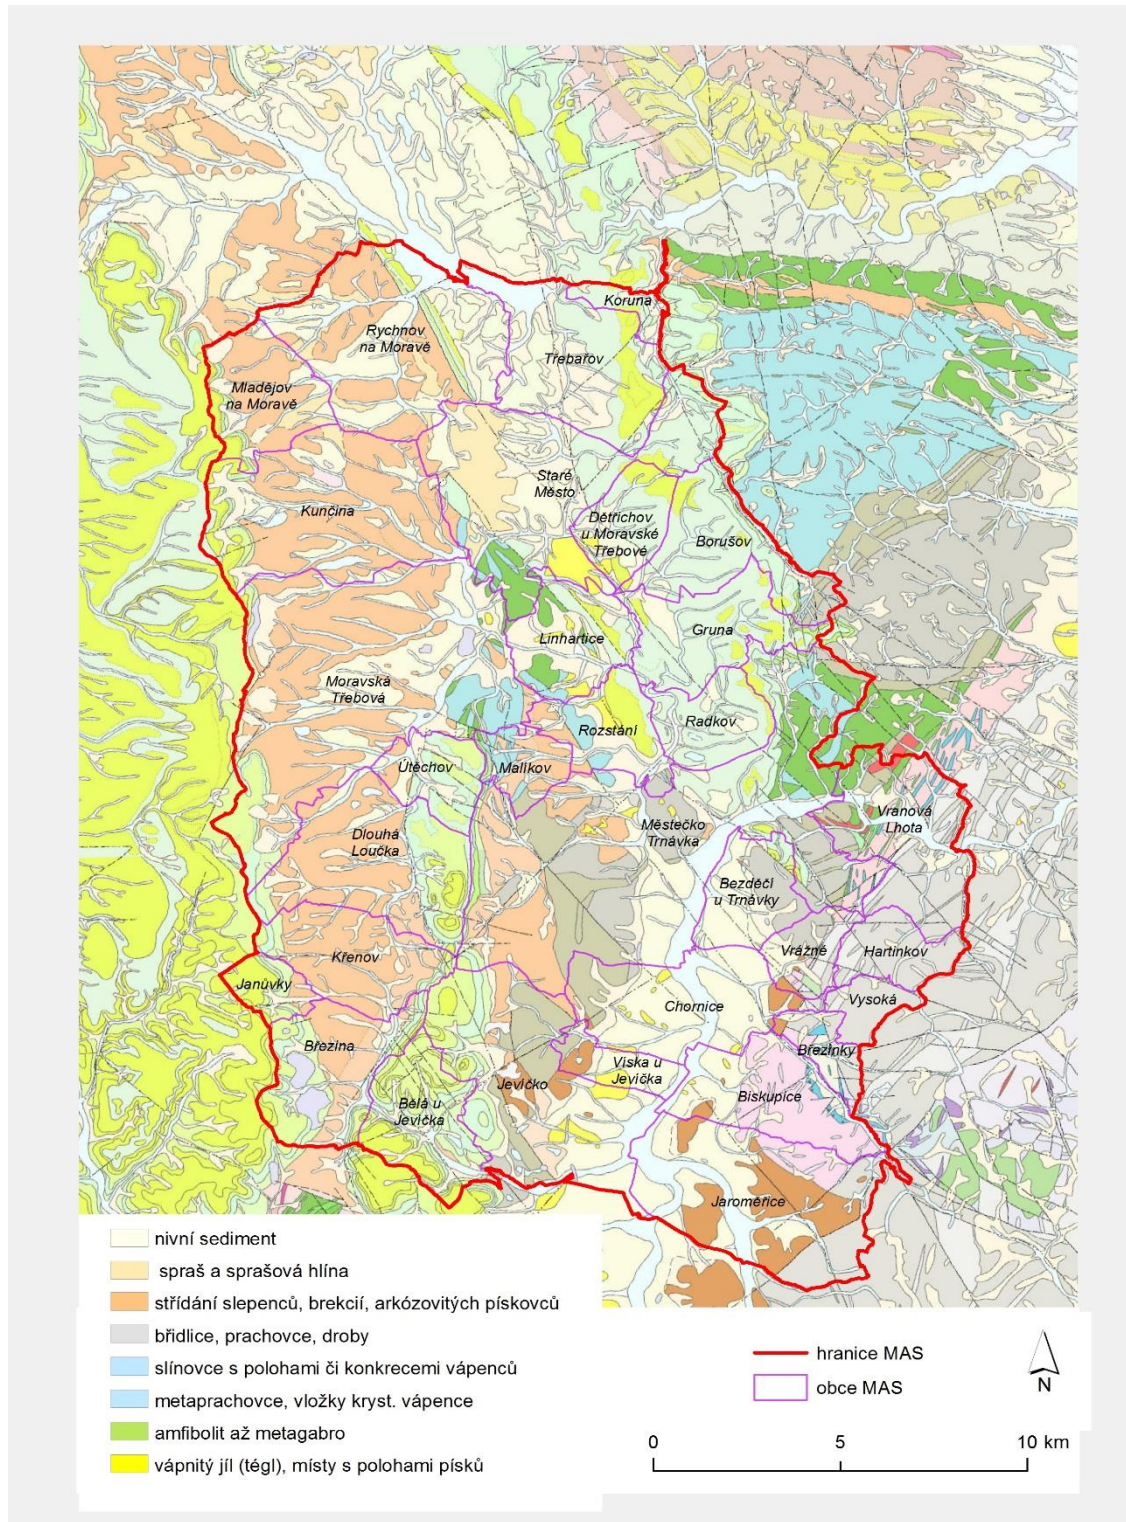 Koruna
Rychnov
na Moravě
Třebařov
Mladějov
na Moravě
Staré
Město
Kunčina
Dětřichov
u Moravské
Třebové
Borušov
Gruna
Linhartice
Moravská
Třebová
Radkov
Rozstání
Útěchov
Malíkov
Vranová
Lhota
Městečko
Trnávka
Dlouhá
Loučka
Bezděčí
u Trnávky
Vrážné
Hartinkov
Křenov
Janůvky
Vysoká
Chornice
Březina
Březinky
Víska u
Jevíčka
Jevíčko
Biskupice
Bělá u
Jevíčka
Jaroměřice
nivní sediment
spraš a sprašová hlína
střídání slepenců, brekcií, arkózovitých pískovců
břidlice, prachovce, droby
slínovce s polohami či konkrecemi vápenců
metaprachovce, vložky kryst. vápence
amfibolit až metagabro
vápnitý jíl (tégl), místy s polohami písků
hranice MAS
obce MAS
N
0 5 10 km